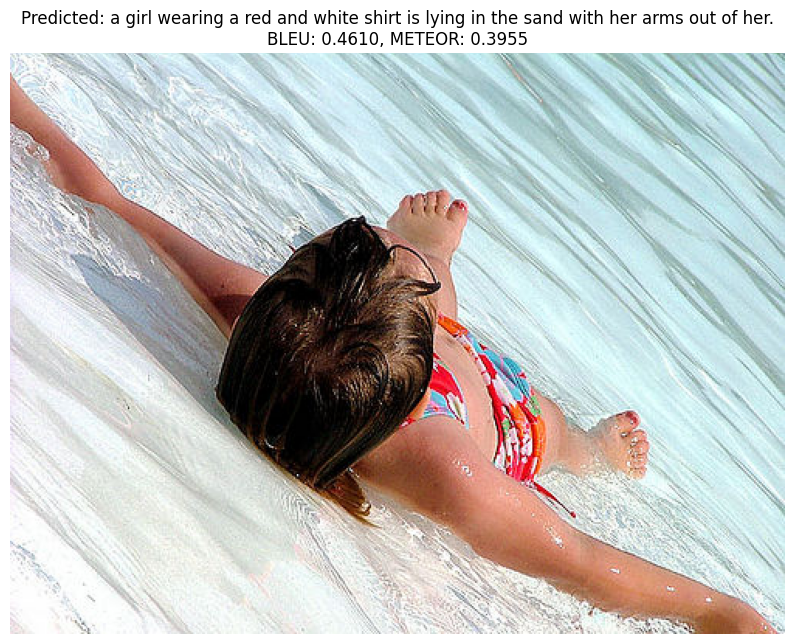 Predicted: a girl wearing a red and white shirt is lying in the sand with her arms out of her.
BLEU: 0.4610, METEOR: 0.3955